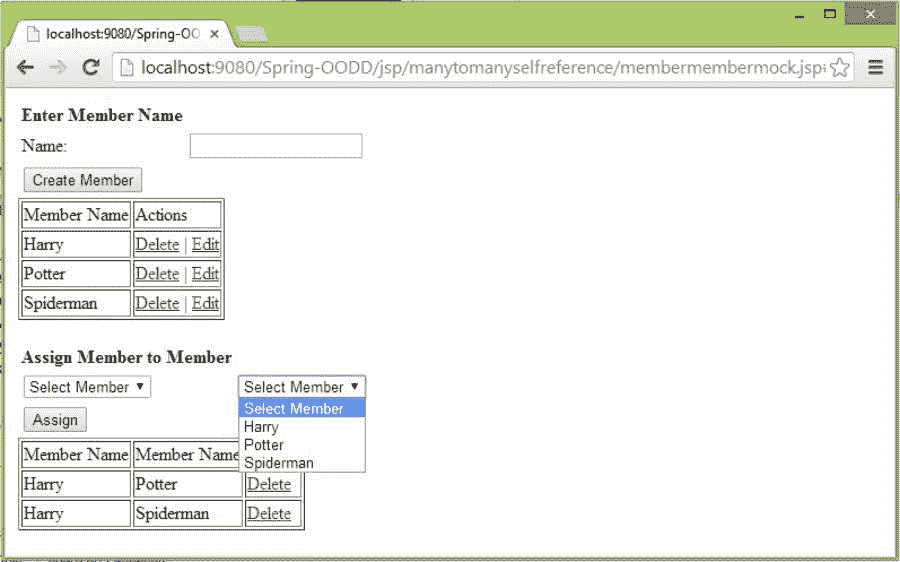 localhost:9080/Spring-OO
localhost:9080/Spring-OODD/jsp/manytomanyselfreference/membermembermock.jsp
Enter Member Name
Name:
Create Member
Member Name Actions
Harry Delete | Edit
Potter Delete | Edit
Spiderman Delete | Edit
Assign Member to Member
Select Member Select Member
Select Member
Harry
Potter
Spiderman
Assign
Member Name Member Name
Harry Potter Delete
Harry Spiderman Delete